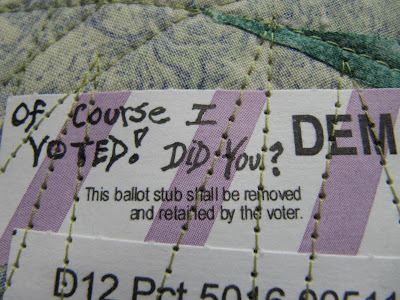 Of Course I
VOTED! DID YOU?
DEM
This ballot stub shall be removed
and retained by the voter.
D12 Pct 5016